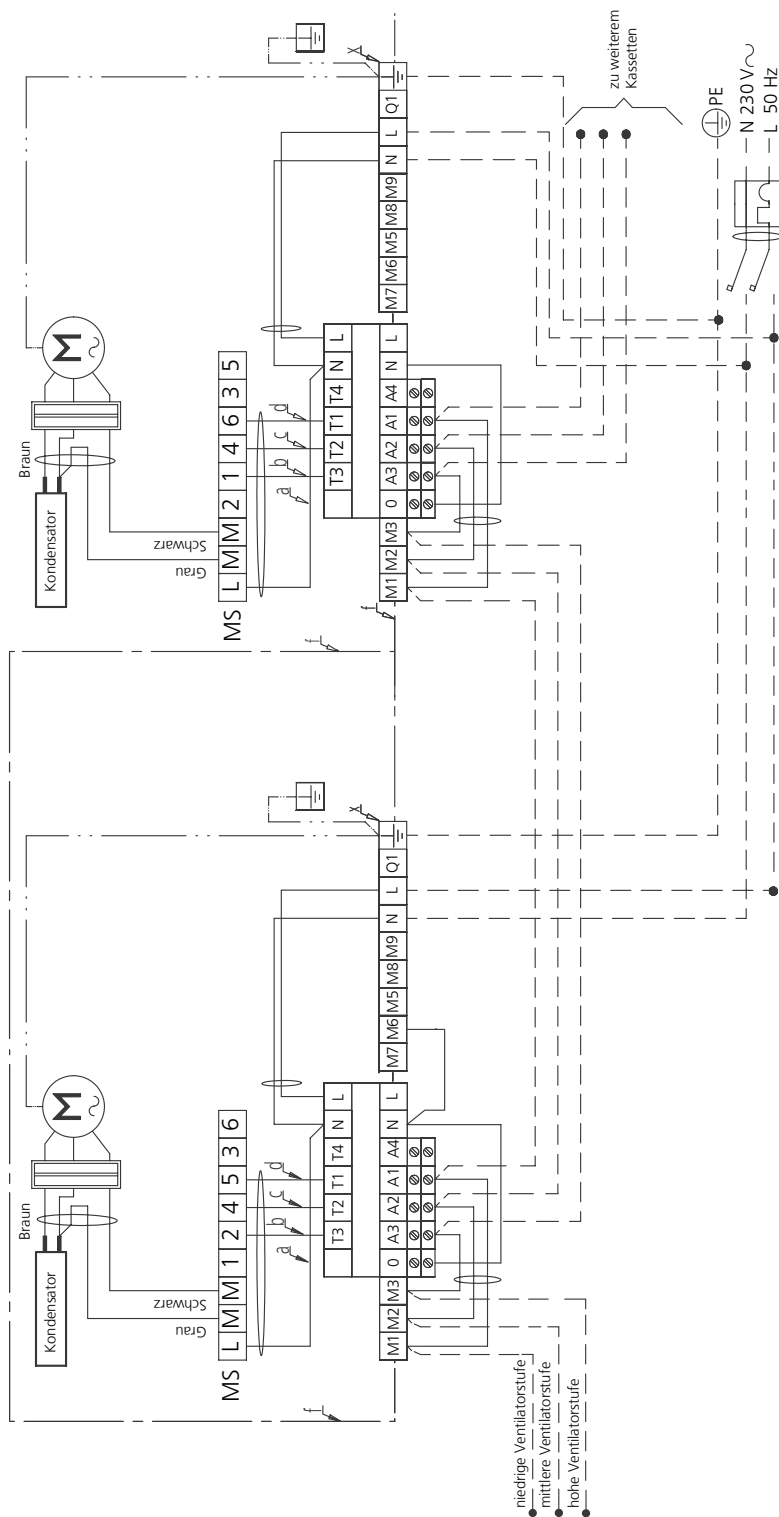 Kondensator
Braun
M
~
Grau
Schwarz
MS L M M 1 2 4 5 3 6
a b c d
T3 T2 T1 T4 N L
M1 M2 M3 0 A3 A2 A1 A4 N L
M7 M6 M5 M8 M9 N L Q1
x
f
niedrige Ventilatorstufe
mittlere Ventilatorstufe
hohe Ventilatorstufe
Kondensator
Braun
M
~
Grau
Schwarz
MS L M M 2 1 4 6 3 5
a b c d
T3 T2 T1 T4 N L
M1 M2 M3 0 A3 A2 A1 A4 N L
M7 M6 M5 M8 M9 N L Q1
x
f
f
zu weiterem
Kassetten
PE
N 230 V~
L 50 Hz